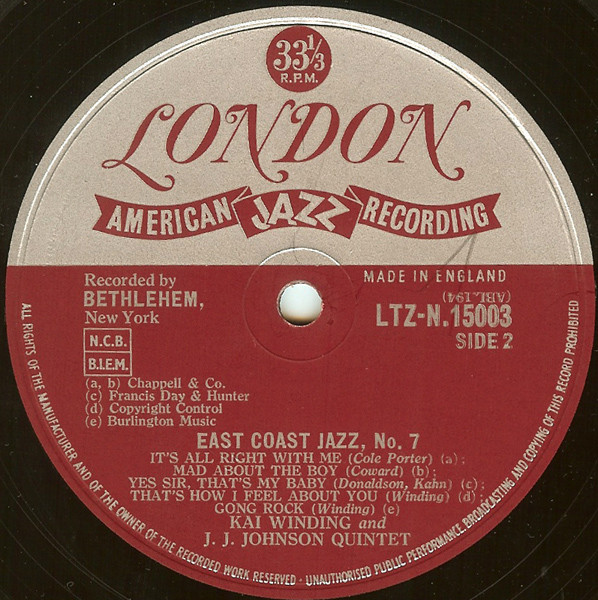 33 1/3
R.P.M.
LONDON
AMERICAN JAZZ RECORDING
Recorded by
BETHLEHEM,
New York
N.C.B.
B.I.E.M.
MADE IN ENGLAND
(ABL.194)
LTZ-N.15003
SIDE 2
(a, b) Chappell & Co.
(c) Francis Day & Hunter
(d) Copyright Control
(e) Burlington Music
EAST COAST JAZZ, No. 7
IT'S ALL RIGHT WITH ME (Cole Porter) (a);
MAD ABOUT THE BOY (Coward) (b);
YES SIR, THAT'S MY BABY (Donaldson, Kahn) (c);
THAT'S HOW I FEEL ABOUT YOU (Winding) (d);
GONG ROCK (Winding) (e)
KAI WINDING and
J. J. JOHNSON QUINTET
ALL RIGHTS OF THE MANUFACTURER AND OF THE OWNER OF THE RECORDED WORK RESERVED · UNAUTHORISED PUBLIC PERFORMANCE, BROADCASTING AND COPYING OF THIS RECORD PROHIBITED